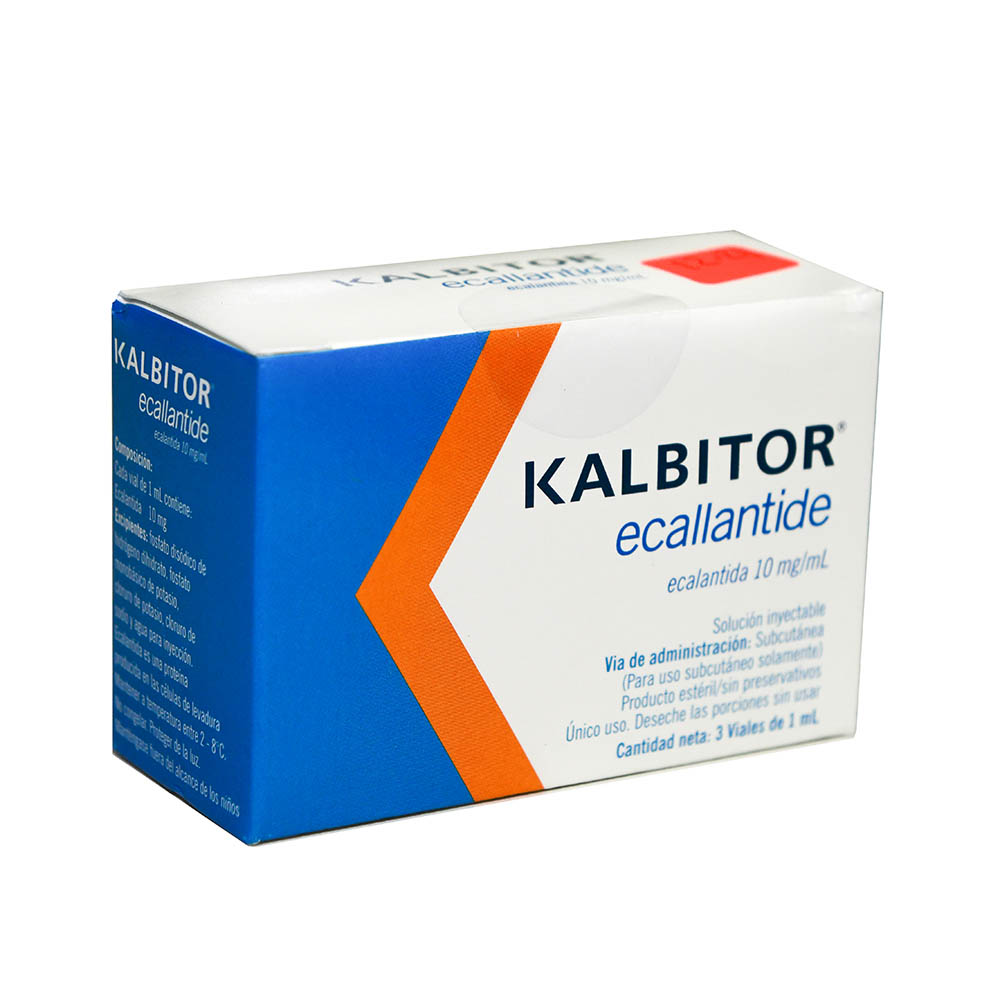 KALBITOR
ecallantide
ecalantida 10 mg/mL
KALBITOR®
ecallantide
ecalantida 10 mg/mL
Composición:
Cada vial de 1 mL contiene:
Ecalantida 10 mg
Excipientes: fosfato disódico de
hidrógeno dihidrato, fosfato
monobásico de potasio,
cloruro de potasio, cloruro de
sodio y agua para inyección.
Ecallantida es una proteína
producida en las células de levadura
Mantener a temperatura entre 2 - 8°C.
No congelar. Proteger de la luz.
Manténgase fuera del alcance de los niños
KALBITOR®
ecallantide
ecalantida 10 mg/mL
Solución inyectable
Via de administración: Subcutánea
(Para uso subcutáneo solamente)
Producto estéril/sin preservativos
Único uso. Deseche las porciones sin usar
Cantidad neta: 3 Viales de 1 mL